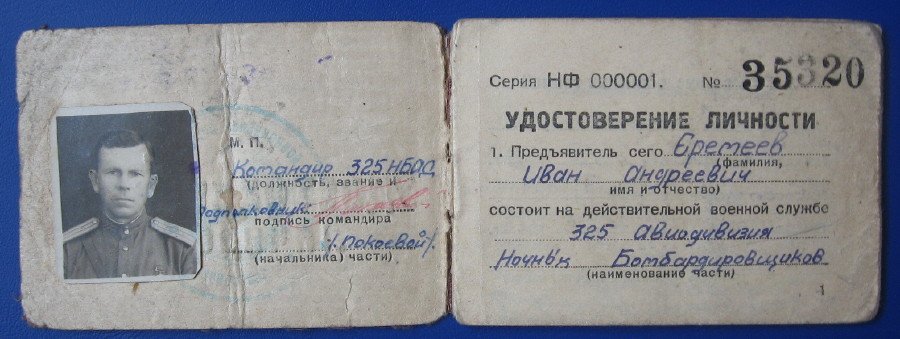 М. П.
Командир 325 НБАД
(должность, звание и
Подполковник
подпись командира
/Покоевой/
(начальника) части)
Серия НФ 000001. № 35320
УДОСТОВЕРЕНИЕ ЛИЧНОСТИ
1. Предъявитель сего Еремеев
(фамилия,
Иван Андреевич
имя и отчество)
состоит на действительной военной службе
325 Авиадивизия
Ночных Бомбардировщиков
(наименование части)
1